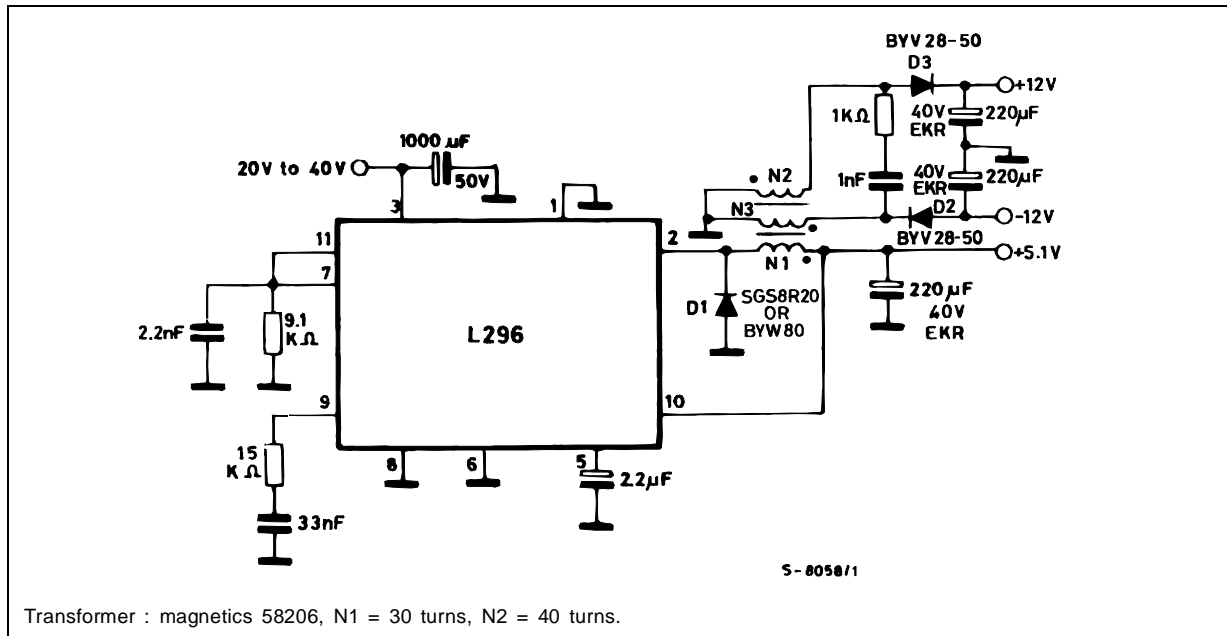 BYV 28-50
D3
+12V
1KΩ
40V
EKR
220µF
1000 µF
20V to 40V
50V
N2
1nF
40V
EKR
220µF
3
1
N3
D2
-12V
11
2
BYV 28-50
+5.1V
N1
7
D1
SGS8R20
OR
BYW80
220µF
40V
EKR
2.2nF
9.1
KΩ
L296
9
10
15
KΩ
8
6
5
2.2µF
33nF
S-8058/1
Transformer : magnetics 58206, N1 = 30 turns, N2 = 40 turns.